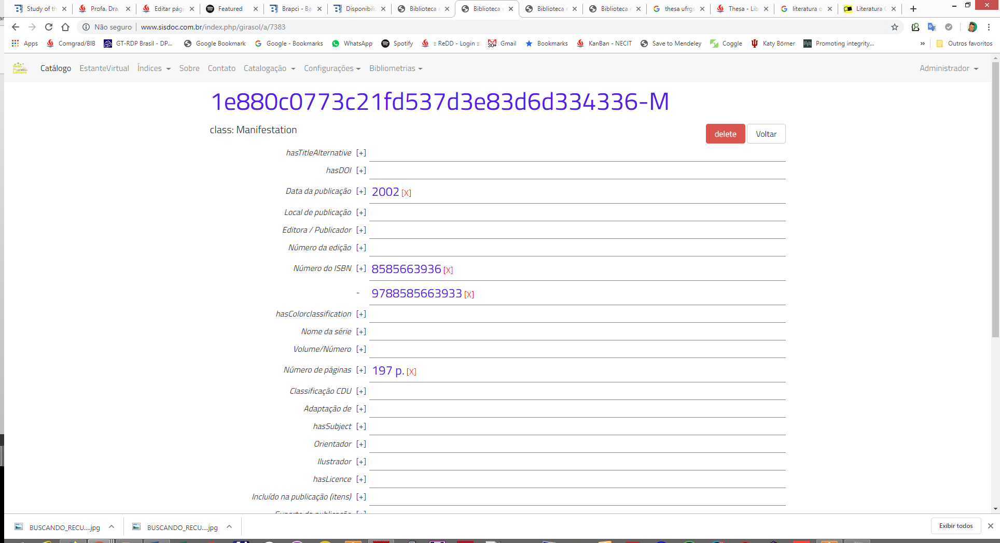 Study of th
Profa. Dra.
Editar pági
Featured
Brapci - Ba
Disponibili
Biblioteca
Biblioteca
Biblioteca
Biblioteca
thesa ufrgs
Thesa - Lib
literatura o
Literatura
Não seguro | www.sisdoc.com.br/index.php/girasol/a/7383
Apps
Comgrad/BIB
GT-RDP Brasil - DP...
Google Bookmark
Google - Bookmarks
WhatsApp
Spotify
:: ReDD - Login ::
Gmail
Bookmarks
KanBan - NECIT
Save to Mendeley
Coggle
Katy Börner
Promoting integrity...
»
Outros favoritos
Catálogo EstanteVirtual Índices Sobre Contato Catalogação Configurações Bibliometrias Administrador
1e880c0773c21fd537d3e83d6d334336-M
class: Manifestation
delete Voltar
hasTitleAlternative [+]
hasDOI [+]
Data da publicação [+] 2002 [X]
Local de publicação [+]
Editora / Publicador [+]
Número da edição [+]
Número do ISBN [+] 8585663936 [X]
- 9788585663933 [X]
hasColorclassification [+]
Nome da série [+]
Volume/Número [+]
Número de páginas [+] 197 p. [X]
Classificação CDU [+]
Adaptação de [+]
hasSubject [+]
Orientador [+]
Ilustrador [+]
hasLicence [+]
Incluído na publicação (itens) [+]
BUSCANDO_RECU....jpg
BUSCANDO_RECU....jpg
Exibir todos